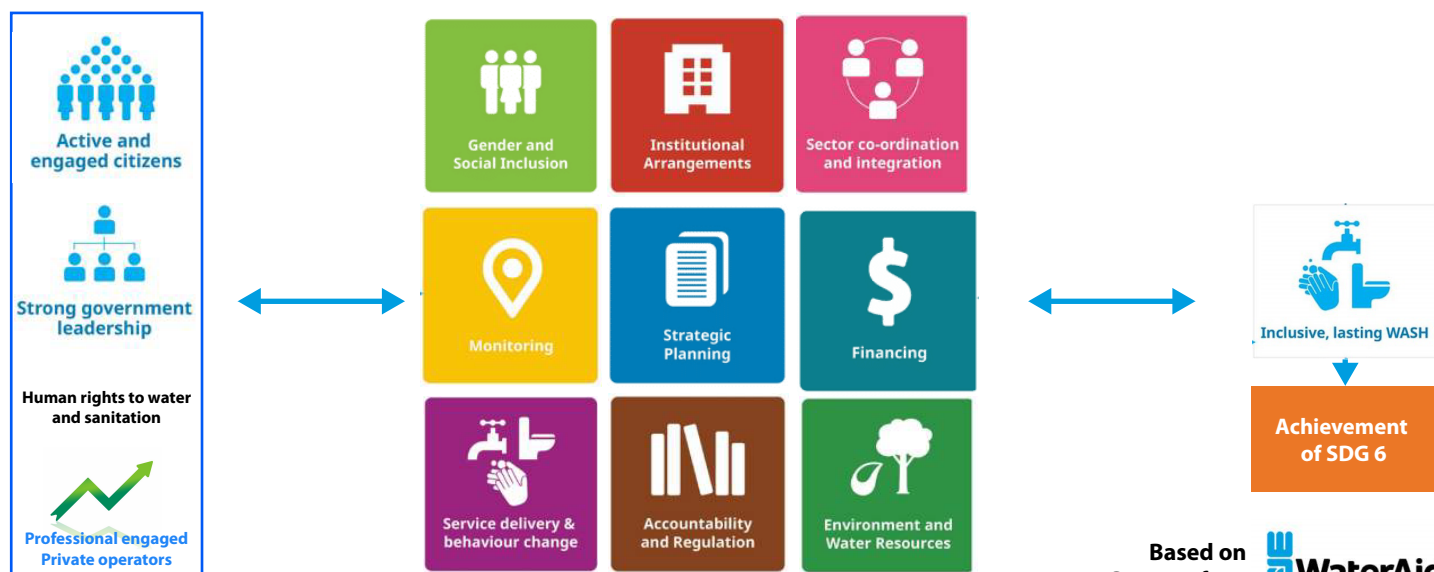 Active and
engaged citizens
Strong government
leadership
Human rights to water
and sanitation
Professional engaged
Private operators
Gender and
Social Inclusion
Institutional
Arrangements
Sector co-ordination
and integration
Monitoring
Strategic
Planning
$
Financing
Service delivery &
behaviour change
Accountability
and Regulation
Environment and
Water Resources
Inclusive, lasting WASH
Achievement
of SDG 6
Based on
WaterAid